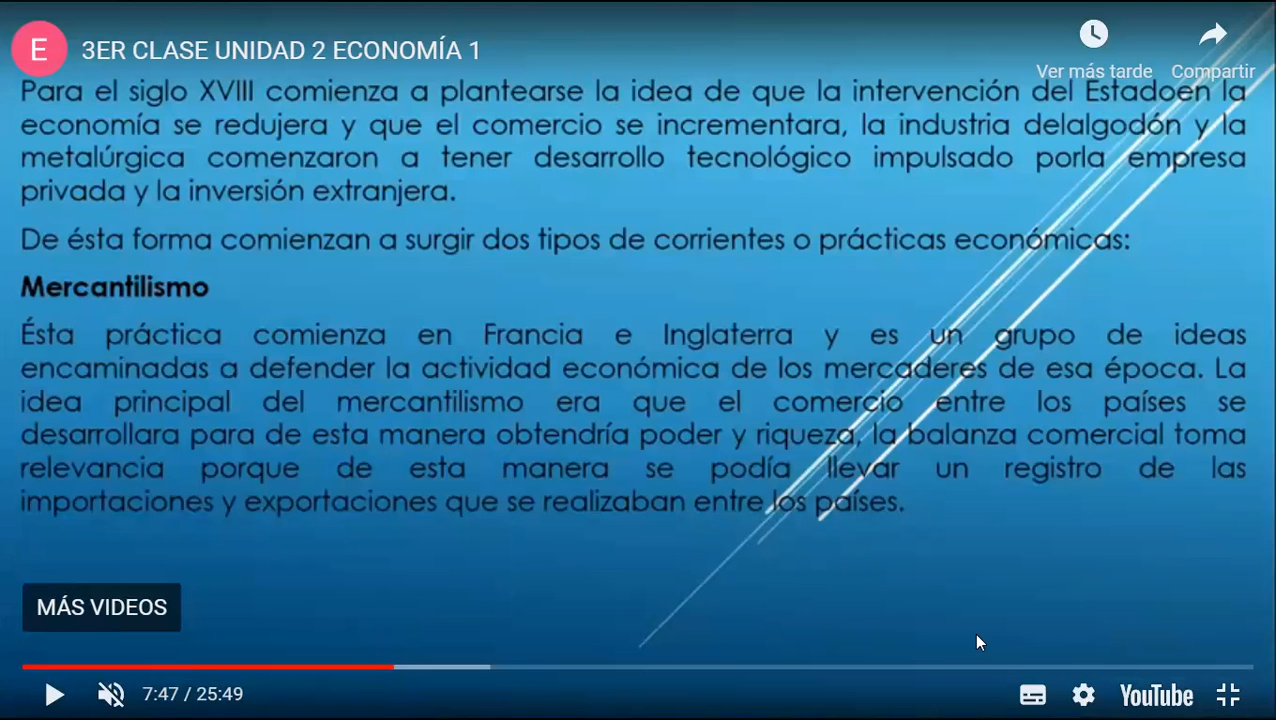 E
3ER CLASE UNIDAD 2 ECONOMÍA 1
Ver más tarde
Compartir
Para el siglo XVIII comienza a plantearse la idea de que la intervención del Estadoen la
economía se redujera y que el comercio se incrementara, la industria delalgodón y la
metalúrgica comenzaron a tener desarrollo tecnológico impulsado porla empresa
privada y la inversión extranjera.
De ésta forma comienzan a surgir dos tipos de corrientes o prácticas económicas:
Mercantilismo
Ésta práctica comienza en Francia e Inglaterra y es un grupo de ideas
encaminadas a defender la actividad económica de los mercaderes de esa época. La
idea principal del mercantilismo era que el comercio entre los países se
desarrollara para de esta manera obtendría poder y riqueza, la balanza comercial toma
relevancia porque de esta manera se podía llevar un registro de las
importaciones y exportaciones que se realizaban entre los países.
MÁS VIDEOS
7:47 / 25:49
YouTube